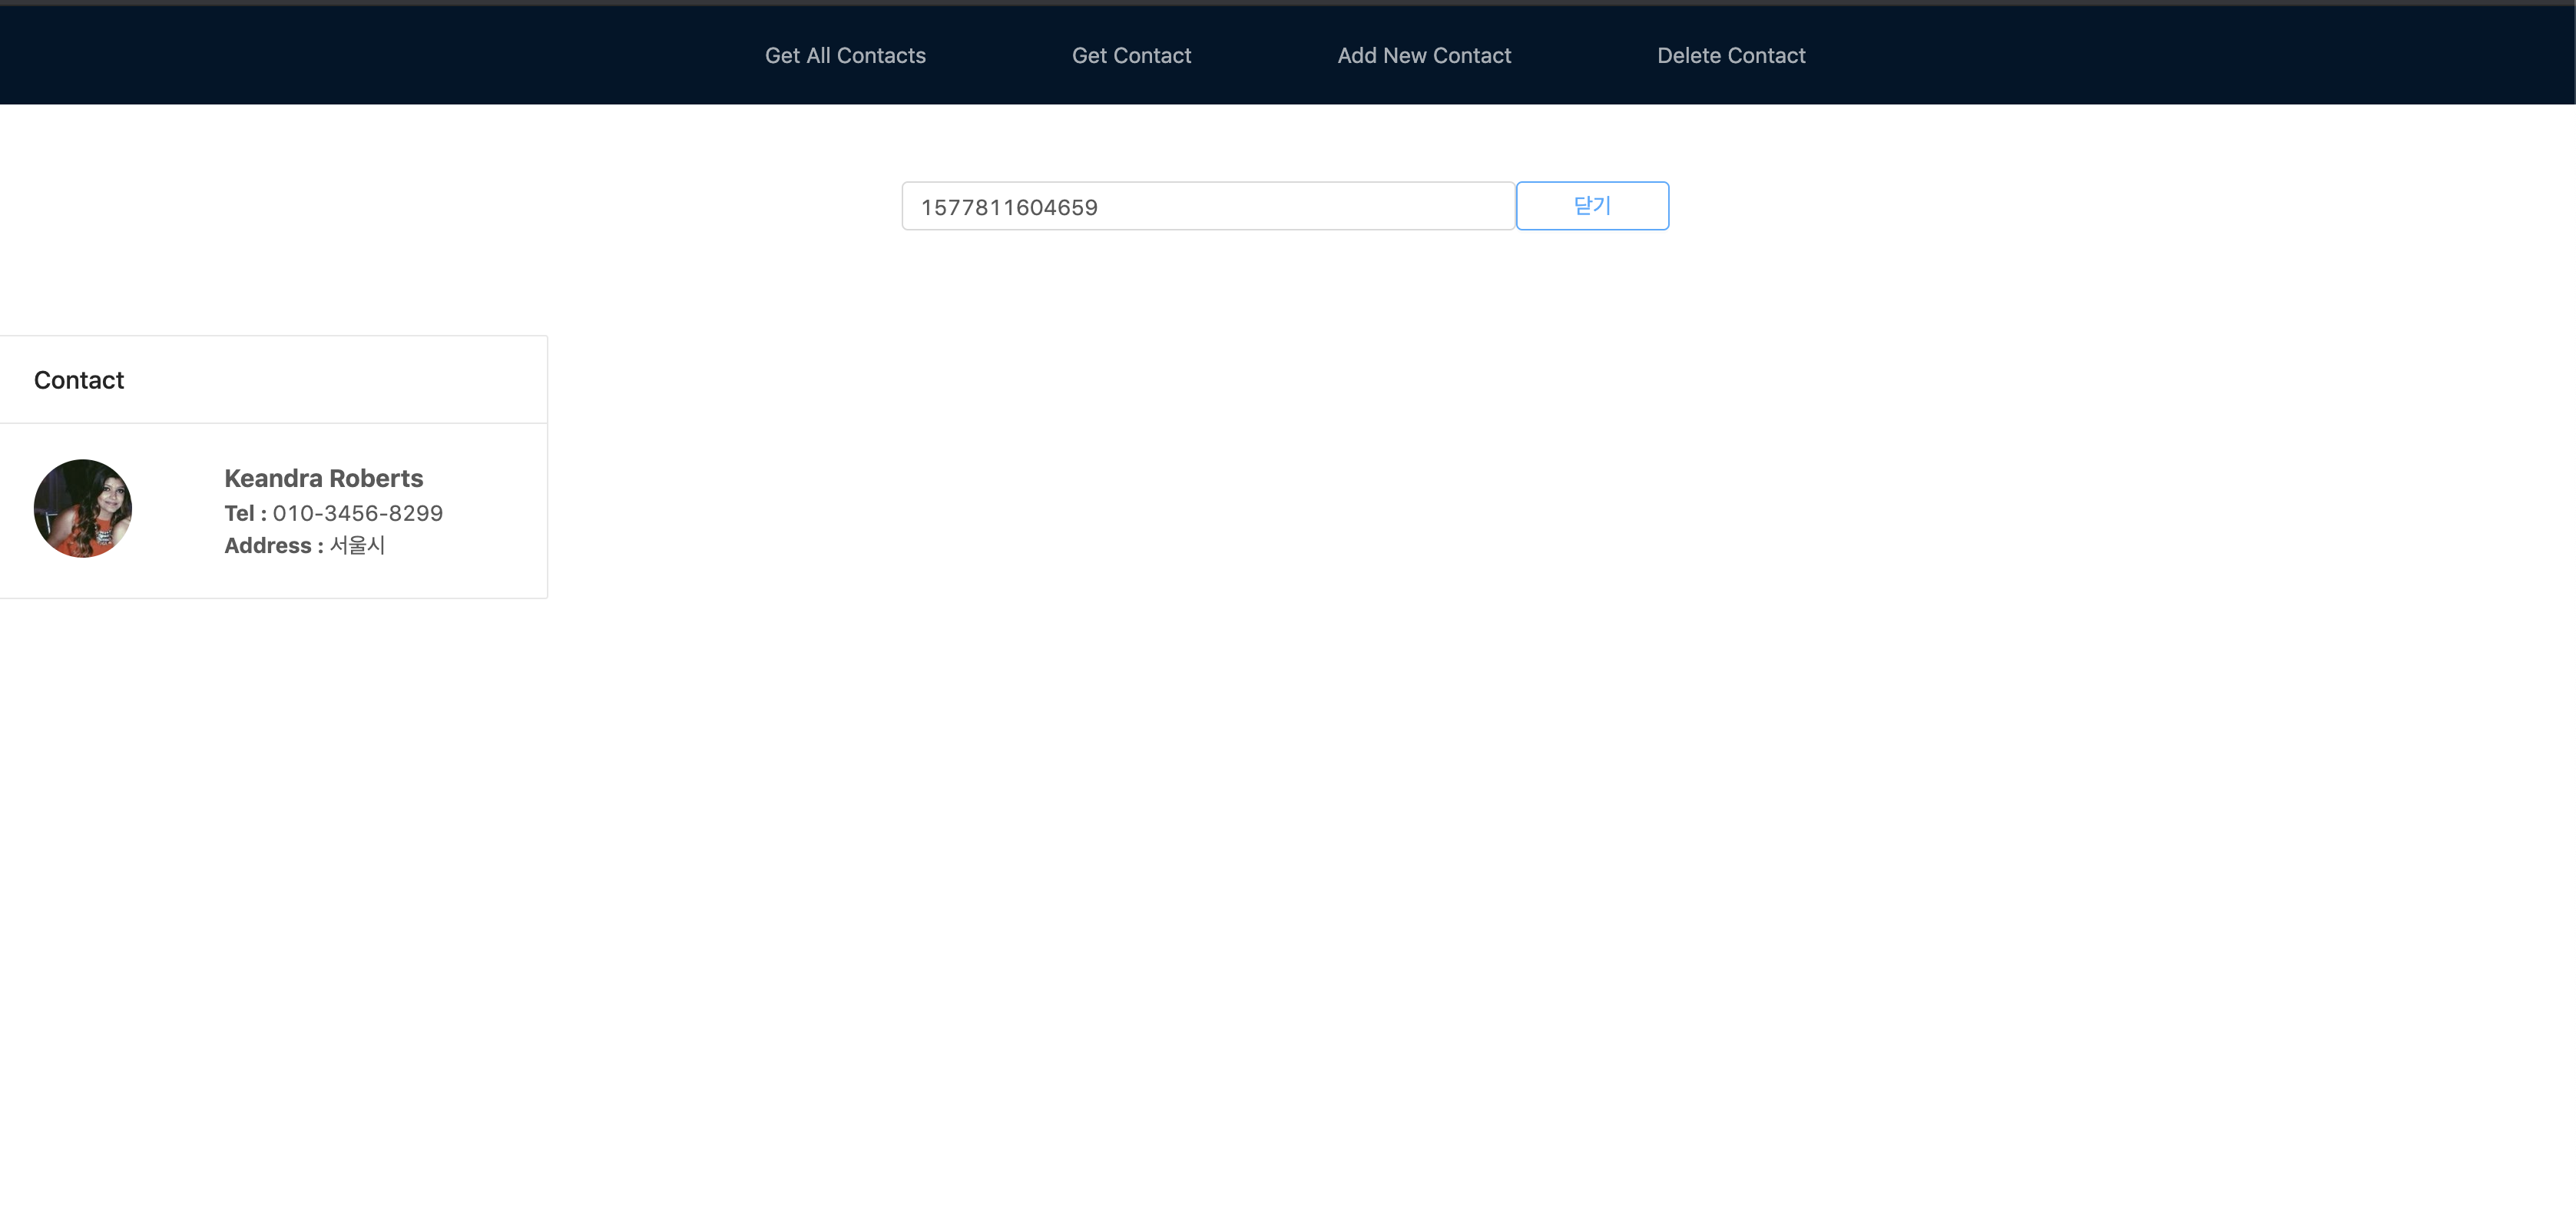 Get All Contacts Get Contact Add New Contact Delete Contact
1577811604659 닫기
Contact
Keandra Roberts
Tel : 010-3456-8299
Address : 서울시